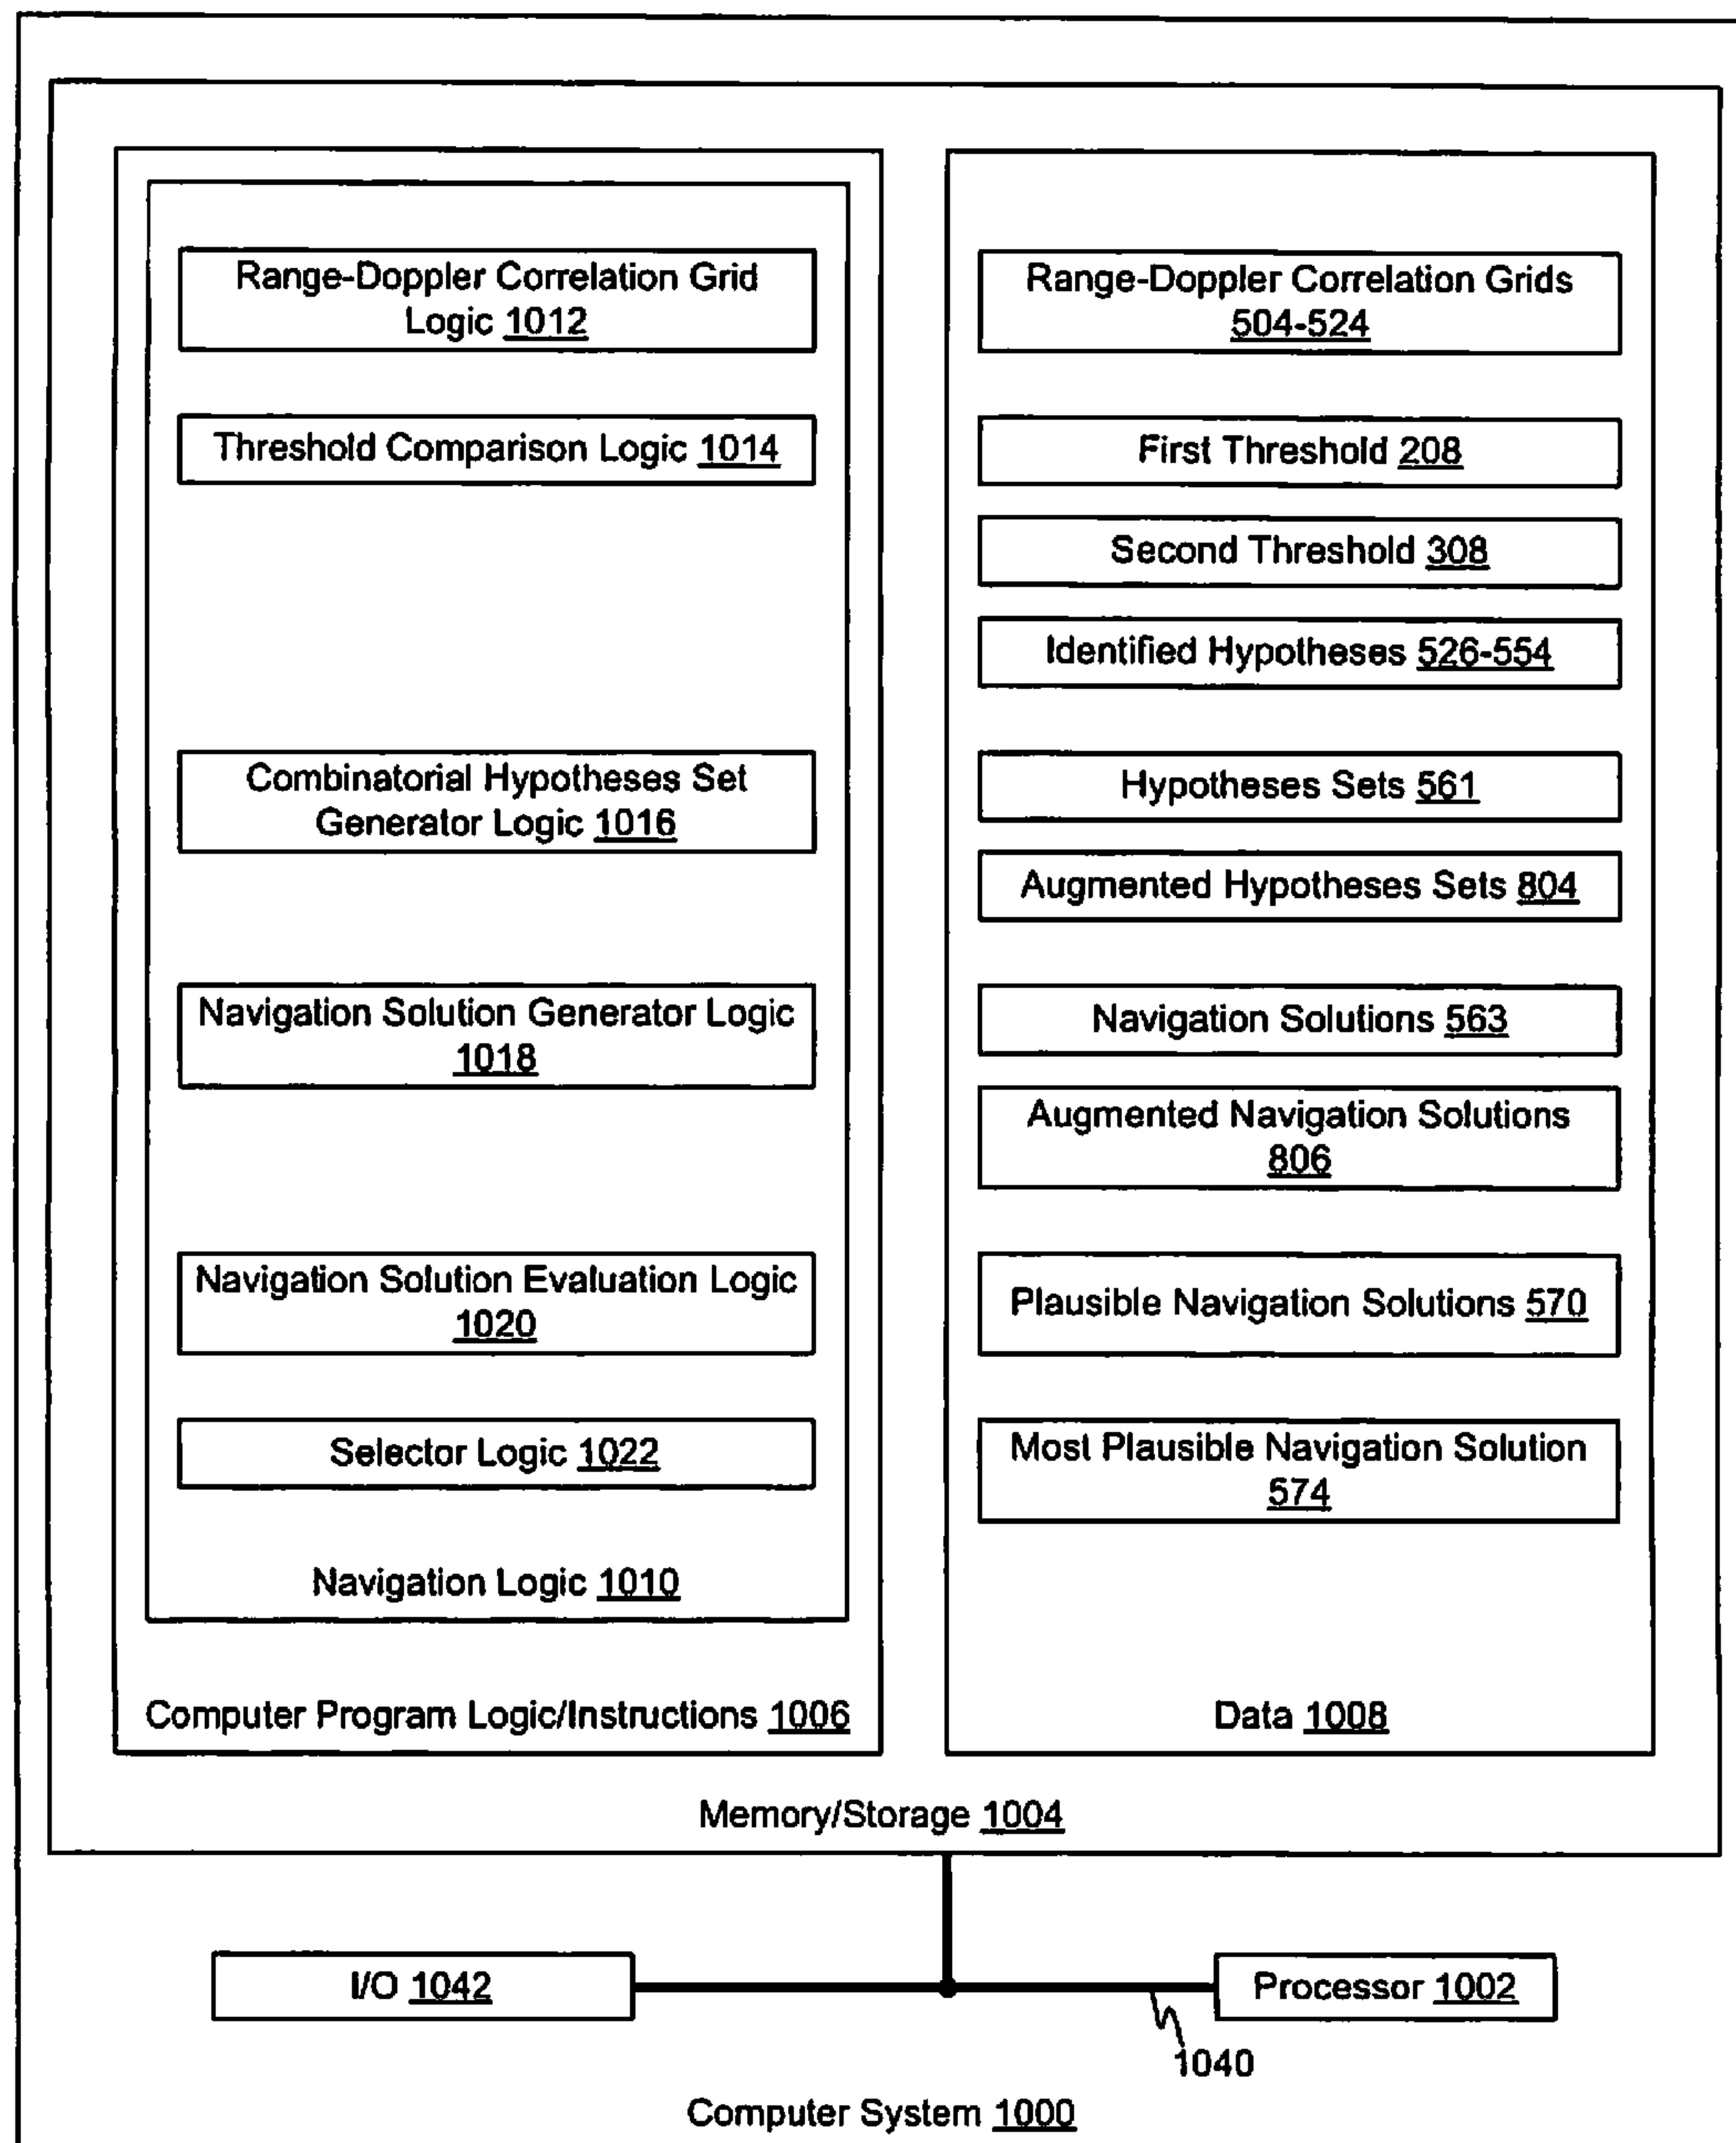 Range-Doppler Correlation Grid
Logic 1012
Threshold Comparison Logic 1014
Combinatorial Hypotheses Set
Generator Logic 1016
Navigation Solution Generator Logic
1018
Navigation Solution Evaluation Logic
1020
Selector Logic 1022
Navigation Logic 1010
Computer Program Logic/Instructions 1006
Range-Doppler Correlation Grids
504-524
First Threshold 208
Second Threshold 308
Identified Hypotheses 526-554
Hypotheses Sets 561
Augmented Hypotheses Sets 804
Navigation Solutions 563
Augmented Navigation Solutions
806
Plausible Navigation Solutions 570
Most Plausible Navigation Solution
574
Data 1008
Memory/Storage 1004
I/O 1042
Processor 1002
1040
Computer System 1000